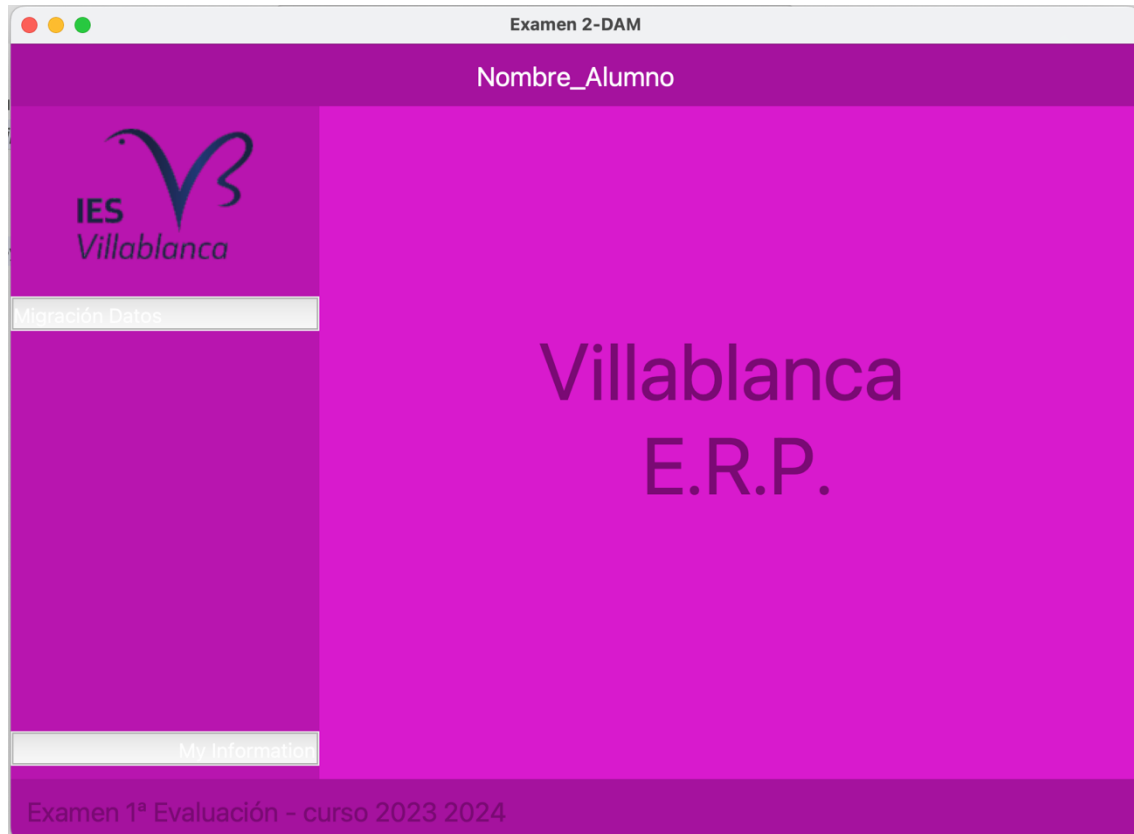 Examen 2-DAM
Nombre_Alumno
IES
Villablanca
Migración Datos
Villablanca
E.R.P.
My Information
Examen 1ª Evaluación - curso 2023 2024